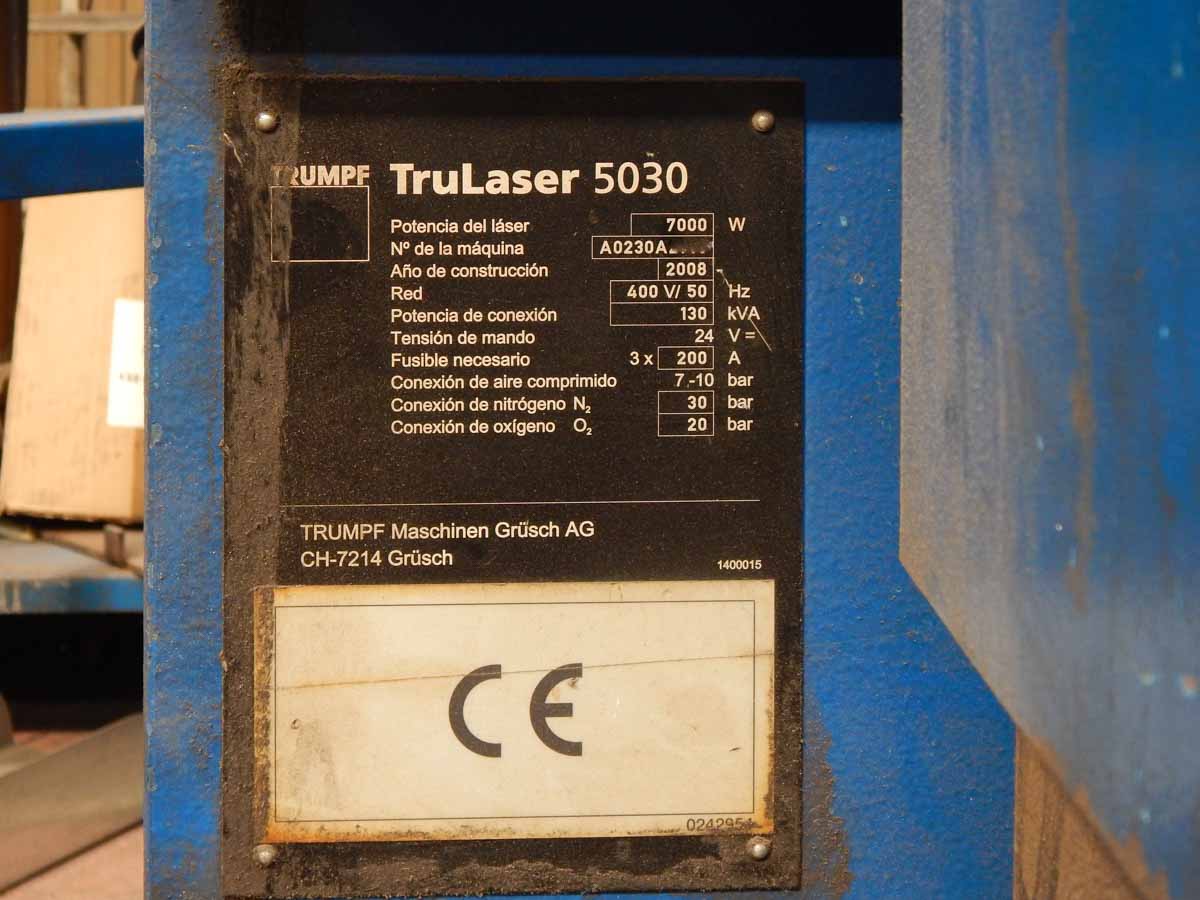 TRUMPF TruLaser 5030
Potencia del láser 7000 W
Nº de la máquina
Año de construcción 2008
Red 400 V/ 50 Hz
Potencia de conexión 130 kVA
Tensión de mando 24 V =
Fusible necesario 3 x 200 A
Conexión de aire comprimido 7.-10 bar
Conexión de nitrógeno N₂ 30 bar
Conexión de oxígeno O₂ 20 bar
TRUMPF Maschinen Grüsch AG
CH-7214 Grüsch
1400015
CE